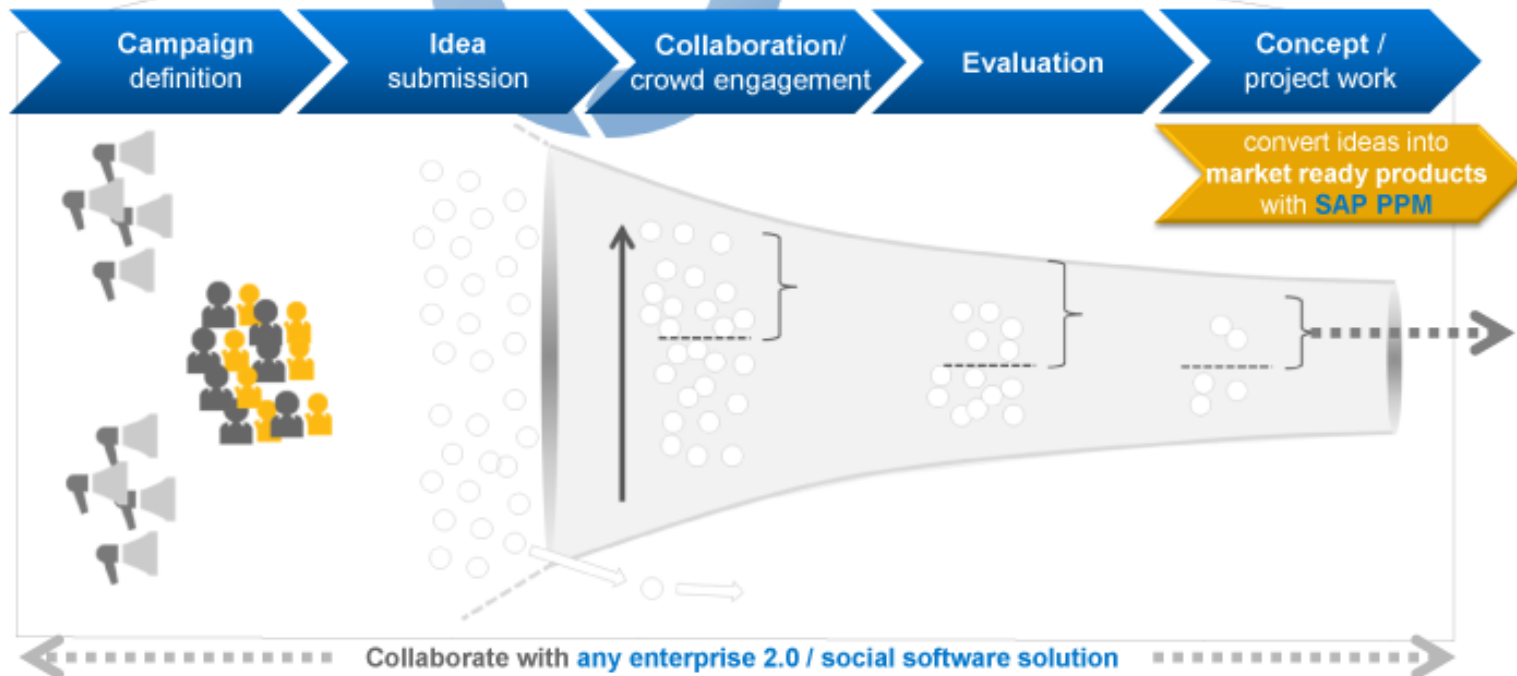 Campaign
definition
Idea
submission
Collaboration/
crowd engagement
Evaluation
Concept /
project work
convert ideas into
market ready products
with SAP PPM
Collaborate with any enterprise 2.0 / social software solution